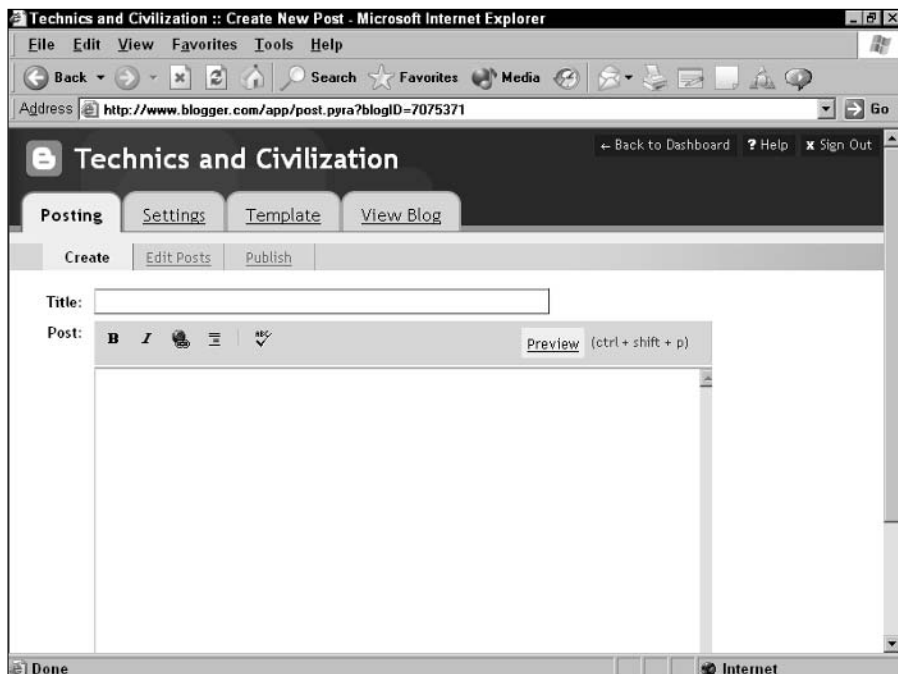 Technics and Civilization :: Create New Post - Microsoft Internet Explorer
File Edit View Favorites Tools Help
Back Search Favorites Media
Address http://www.blogger.com/app/post.pyra?blogID=7075371 Go
Technics and Civilization
← Back to Dashboard ? Help x Sign Out
Posting Settings Template View Blog
Create Edit Posts Publish
Title:
Post: B I ABC Preview (ctrl + shift + p)
Done Internet